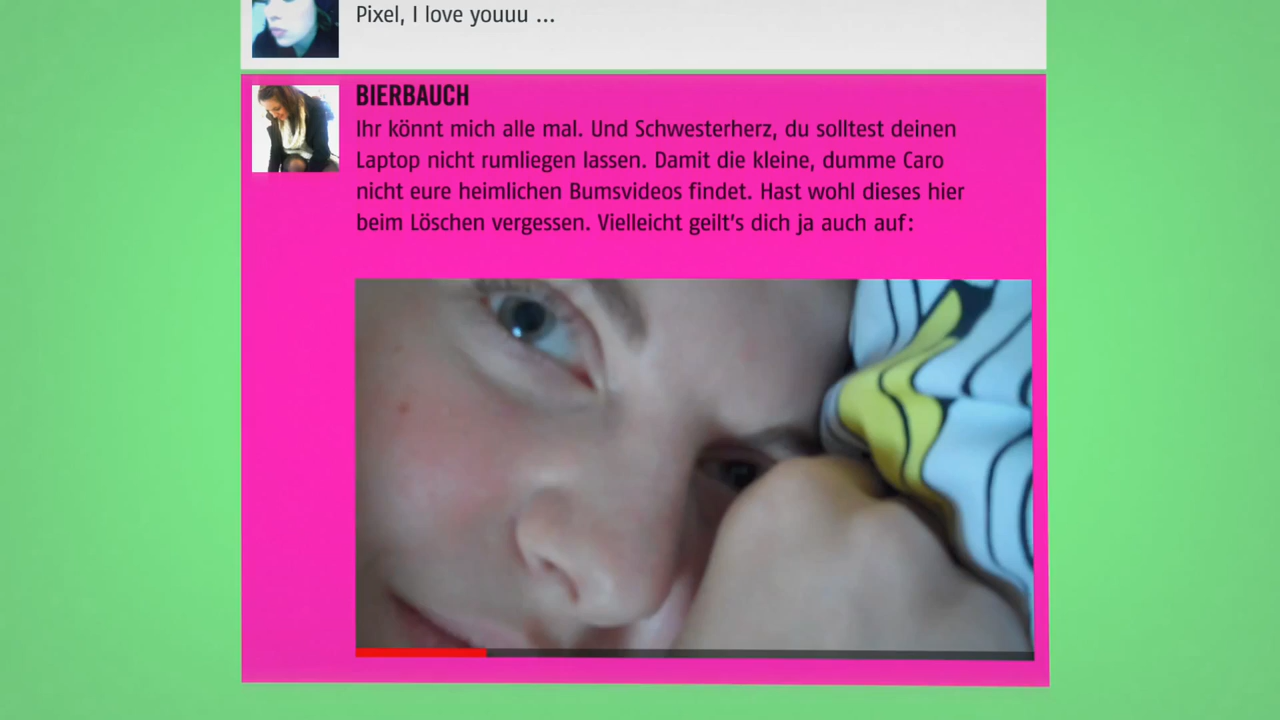 Pixel, I love youuu ...
BIERBAUCH
Ihr könnt mich alle mal. Und Schwesterherz, du solltest deinen
Laptop nicht rumliegen lassen. Damit die kleine, dumme Caro
nicht eure heimlichen Bumsvideos findet. Hast wohl dieses hier
beim Löschen vergessen. Vielleicht geilt's dich ja auch auf: